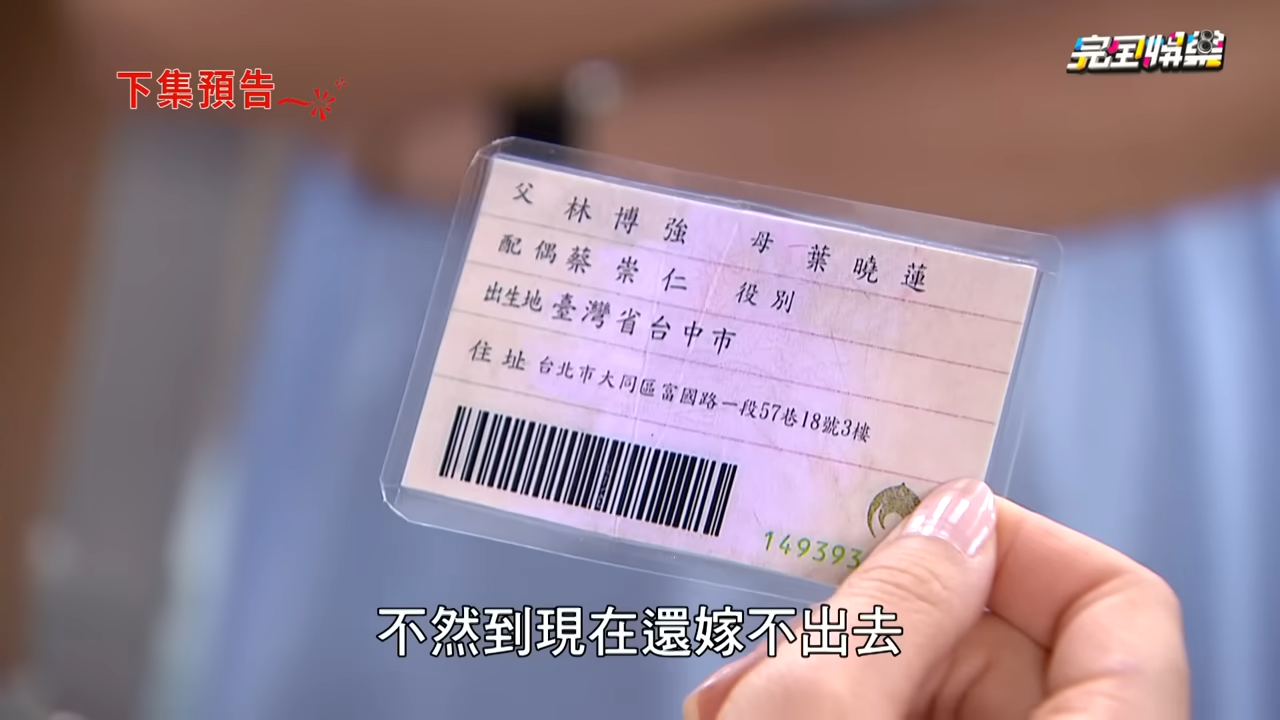 下集預告
完全娛樂
父 林博強 母 葉曉蓮
配偶 蔡崇仁 役別
出生地 臺灣省台中市
住址 台北市大同區富國路一段57巷18號3樓
149393
不然到現在還嫁不出去